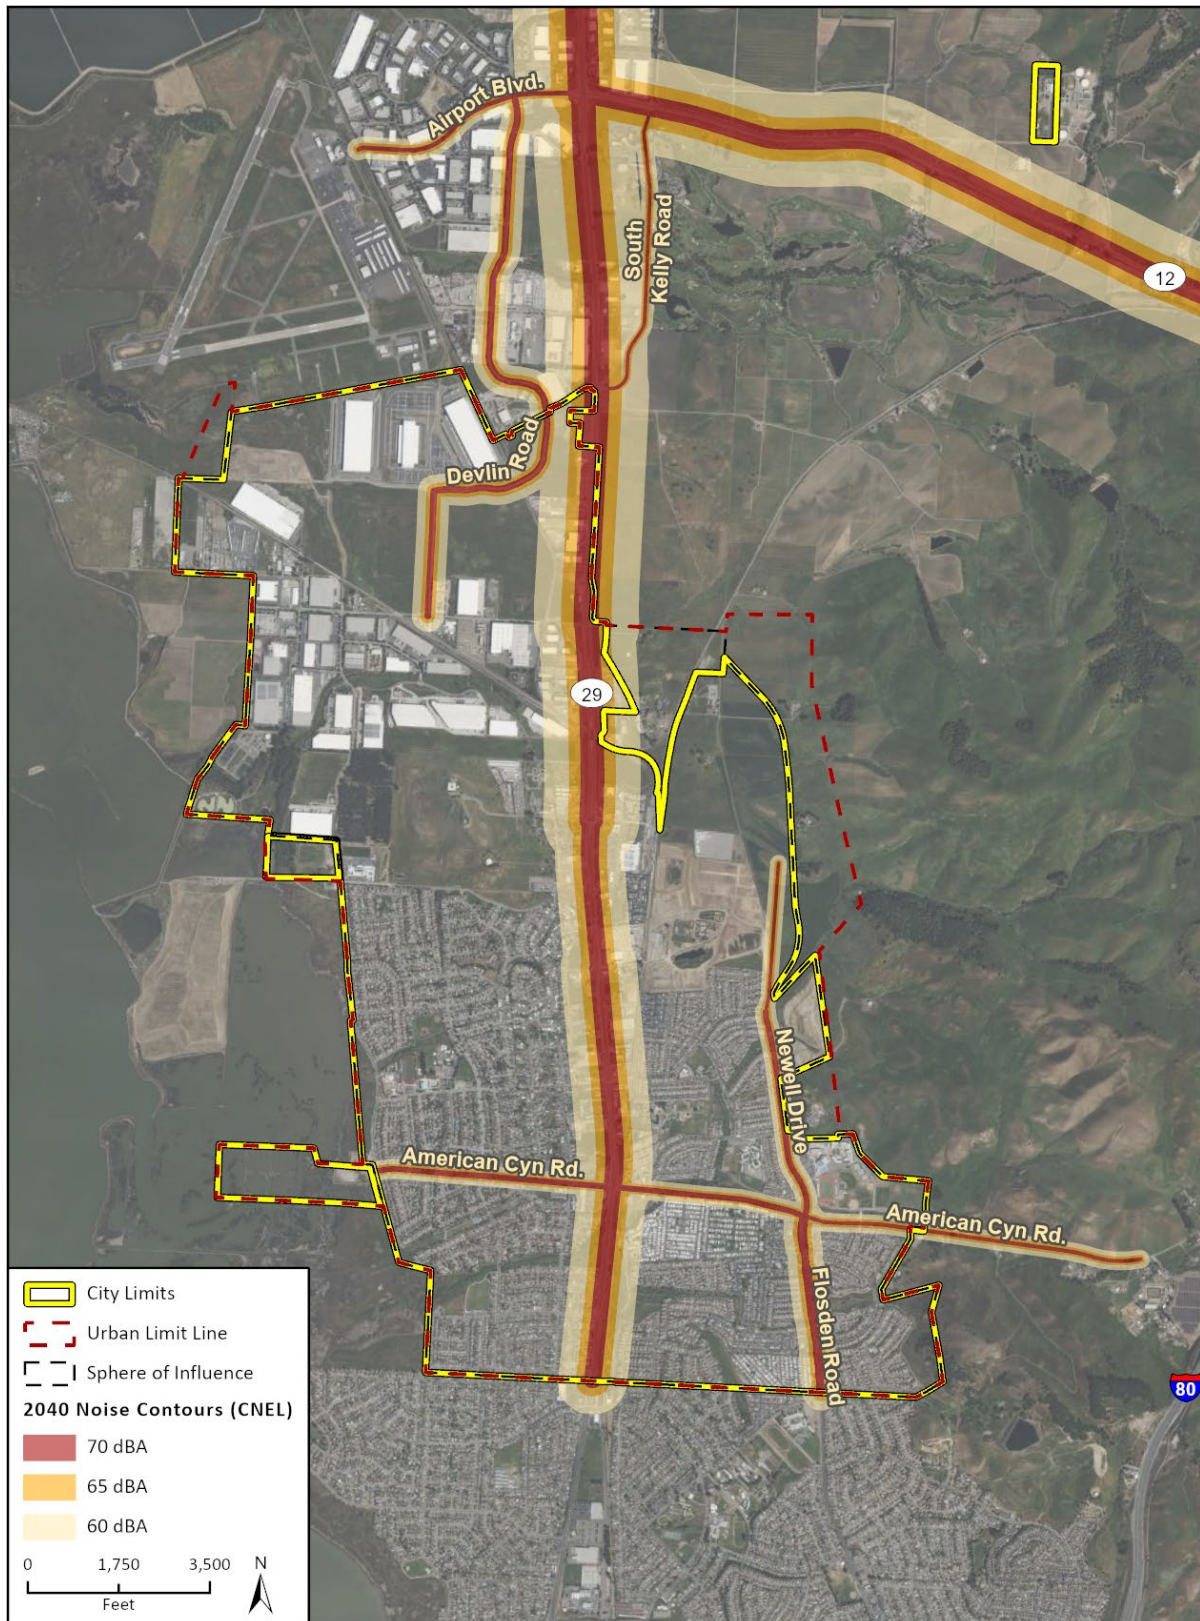 Airport Blvd.
South
Kelly Road
12
Devlin Road
29
Newell Drive
American Cyn Rd.
American Cyn Rd.
Flosden Road
80
City Limits
Urban Limit Line
Sphere of Influence
2040 Noise Contours (CNEL)
70 dBA
65 dBA
60 dBA
0 1,750 3,500
Feet
N